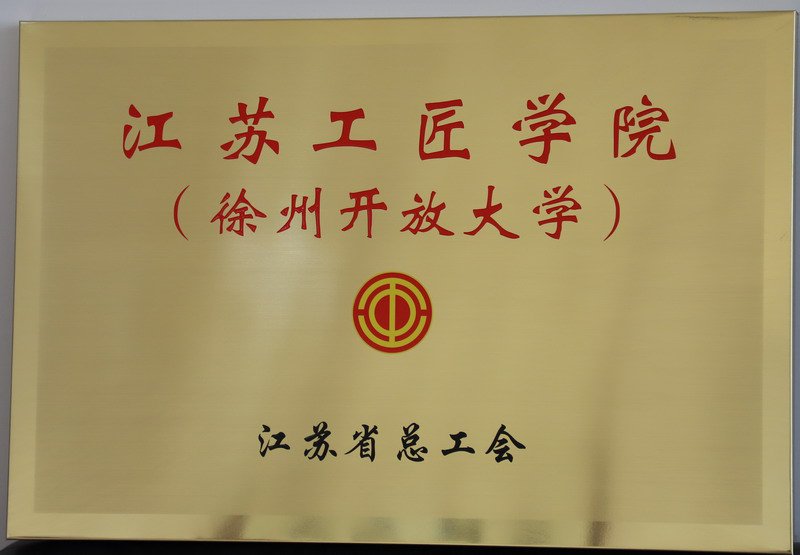 江苏工匠学院
（徐州开放大学）
江苏省总工会